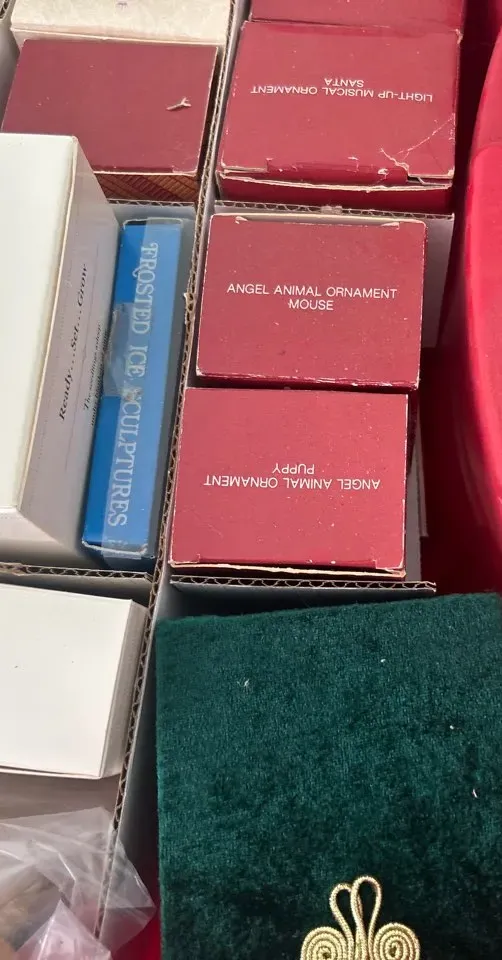 LIGHT-UP MUSICAL ORNAMENT
SANTA
ANGEL ANIMAL ORNAMENT
MOUSE
ANGEL ANIMAL ORNAMENT
PUPPY
FROSTED ICE SCULPTURES
Ready...Set...Grow